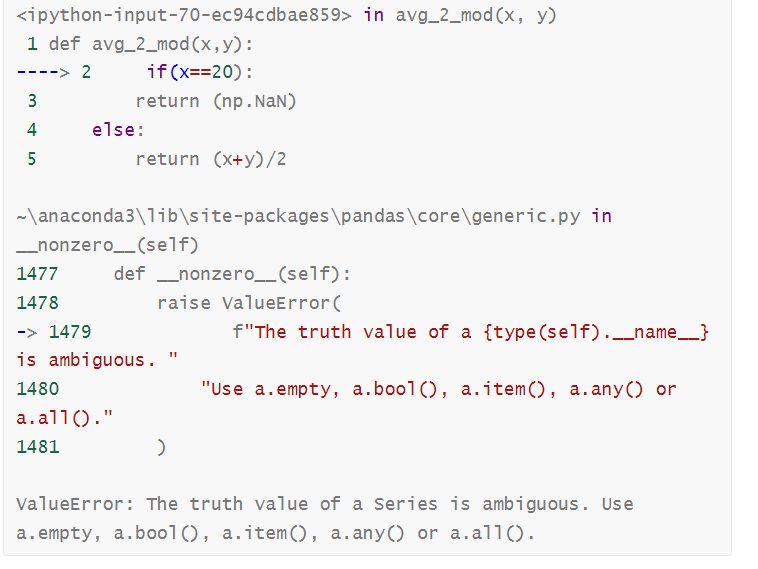 <ipython-input-70-ec94cdbae859> in avg_2_mod(x, y)
1 def avg_2_mod(x,y):
----> 2     if(x==20):
3         return (np.NaN)
4     else:
5         return (x+y)/2
~\anaconda3\lib\site-packages\pandas\core\generic.py in
__nonzero__(self)
1477     def __nonzero__(self):
1478         raise ValueError(
-> 1479             f"The truth value of a {type(self).__name__}
is ambiguous. "
1480             "Use a.empty, a.bool(), a.item(), a.any() or
a.all()."
1481         )
ValueError: The truth value of a Series is ambiguous. Use
a.empty, a.bool(), a.item(), a.any() or a.all().